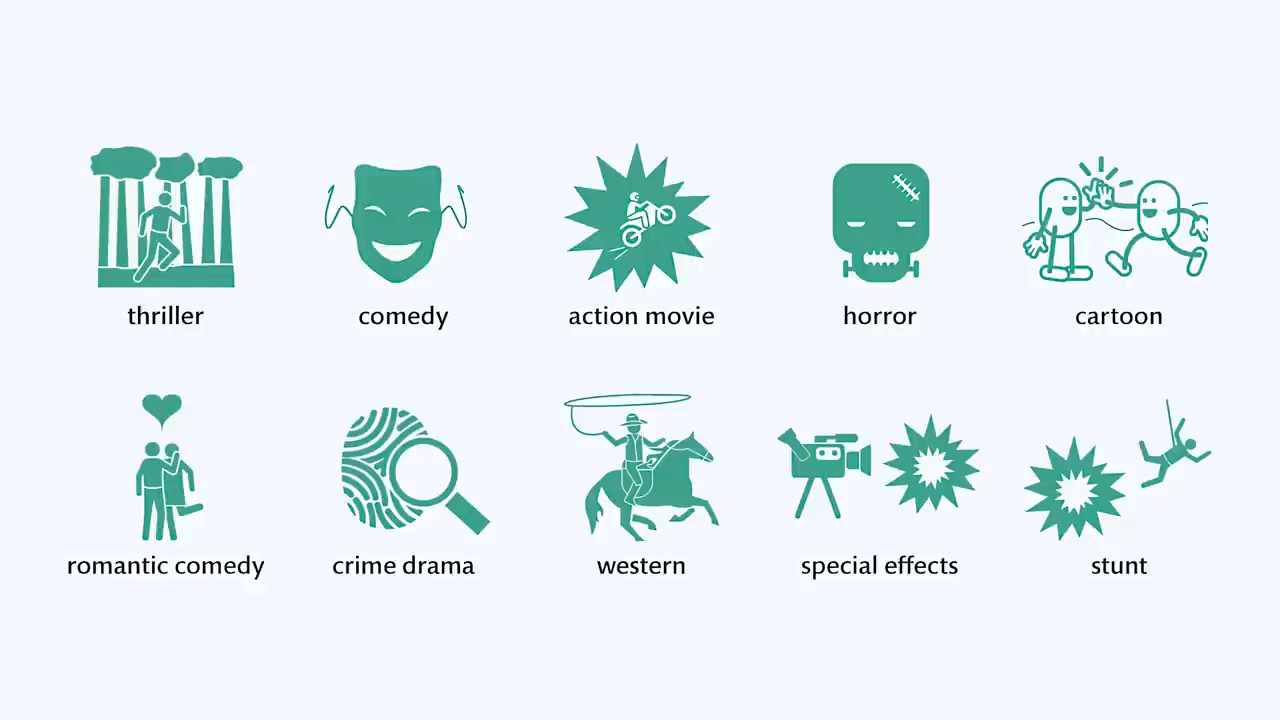 thriller
comedy
action movie
horror
cartoon
romantic comedy
crime drama
western
special effects
stunt